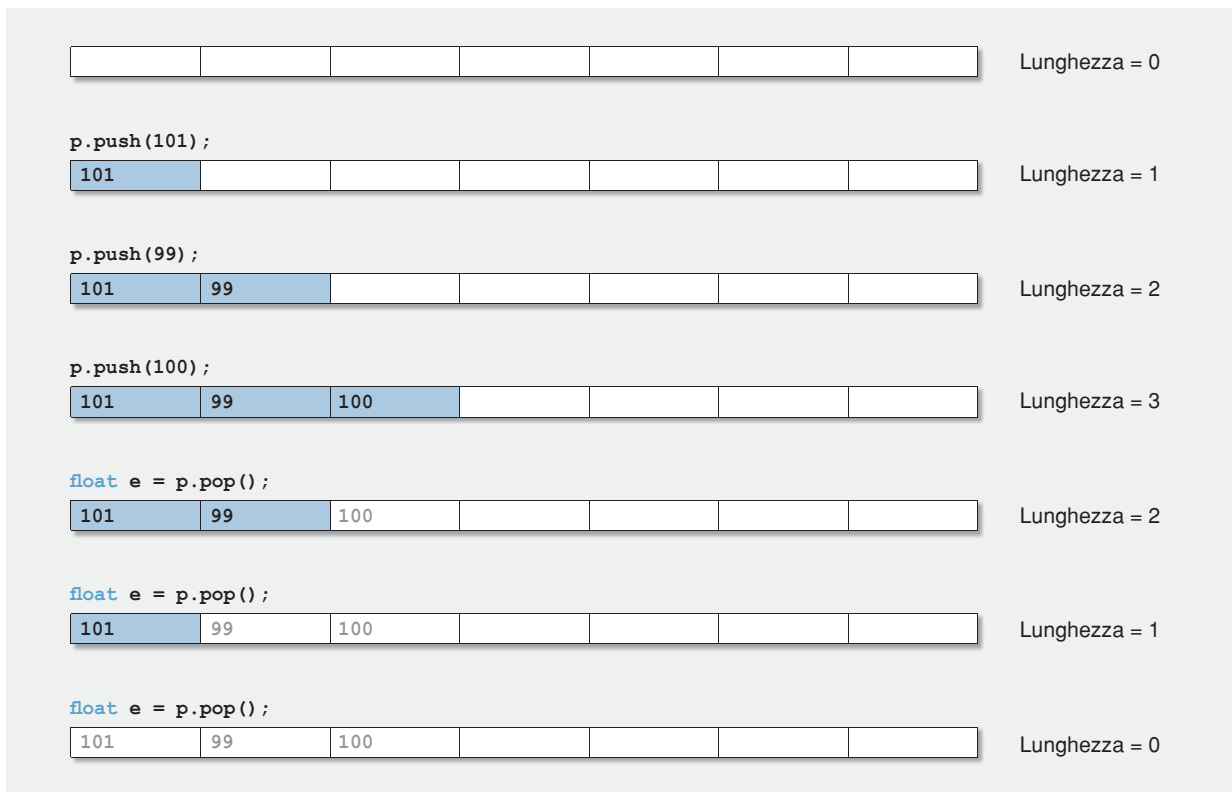 Lunghezza = 0
p.push(101);
101 Lunghezza = 1
p.push(99);
101 99 Lunghezza = 2
p.push(100);
101 99 100 Lunghezza = 3
float e = p.pop();
101 99 100 Lunghezza = 2
float e = p.pop();
101 99 100 Lunghezza = 1
float e = p.pop();
101 99 100 Lunghezza = 0